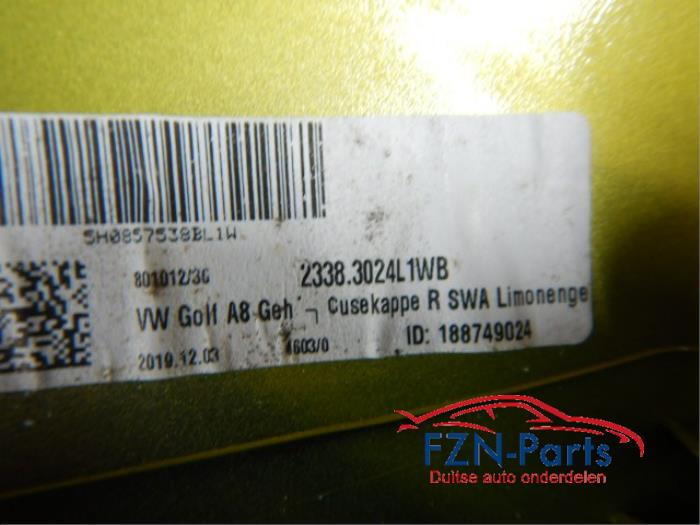 5H0857538BL1W
801012/3C
2338.3024L1WB
VW Golf A8 Geh ¬ cusekappe R SWA Limonenge
2019.12.03
4603/0
ID: 188749024
FZN-Parts
Duitse auto onderdelen